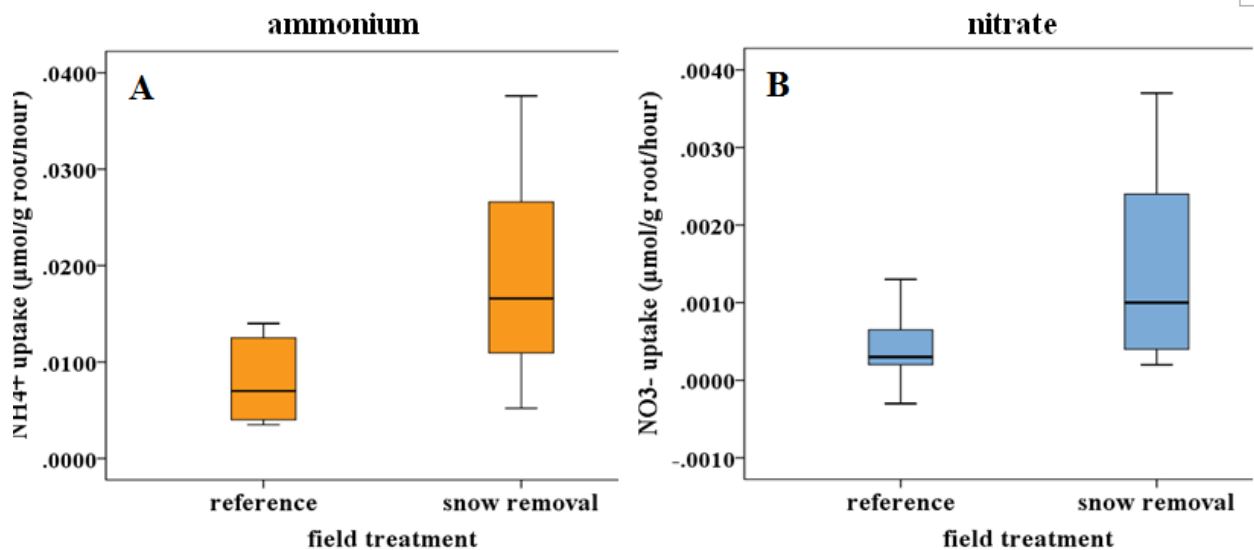 ammonium
A
NH4+ uptake (µmol/g root/hour)
.0400
.0300
.0200
.0100
.0000
reference
snow removal
field treatment
nitrate
B
NO3- uptake (µmol/g root/hour)
.0040
.0030
.0020
.0010
.0000
-.0010
reference
snow removal
field treatment